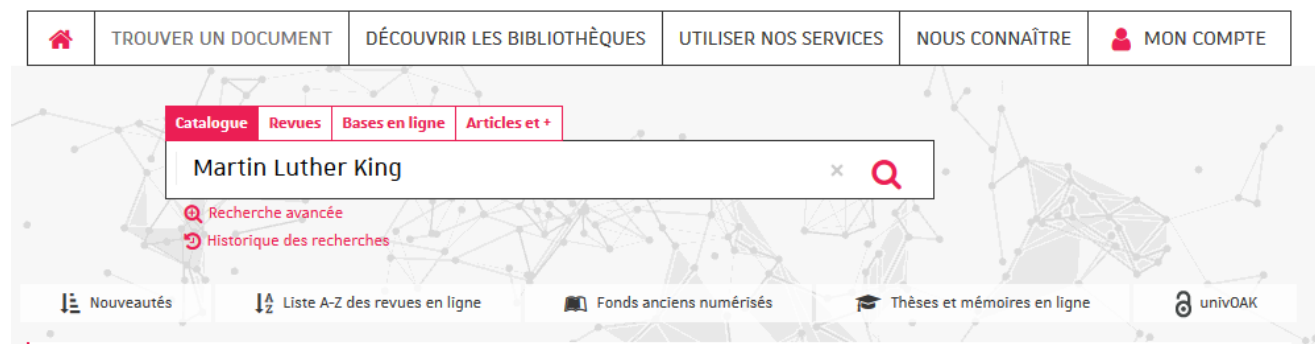 TROUVER UN DOCUMENT DÉCOUVRIR LES BIBLIOTHÈQUES UTILISER NOS SERVICES NOUS CONNAÎTRE MON COMPTE
Catalogue Revues Bases en ligne Articles et +
Martin Luther King ×
Recherche avancée
Historique des recherches
Nouveautés Liste A-Z des revues en ligne Fonds anciens numérisés Thèses et mémoires en ligne univOAK